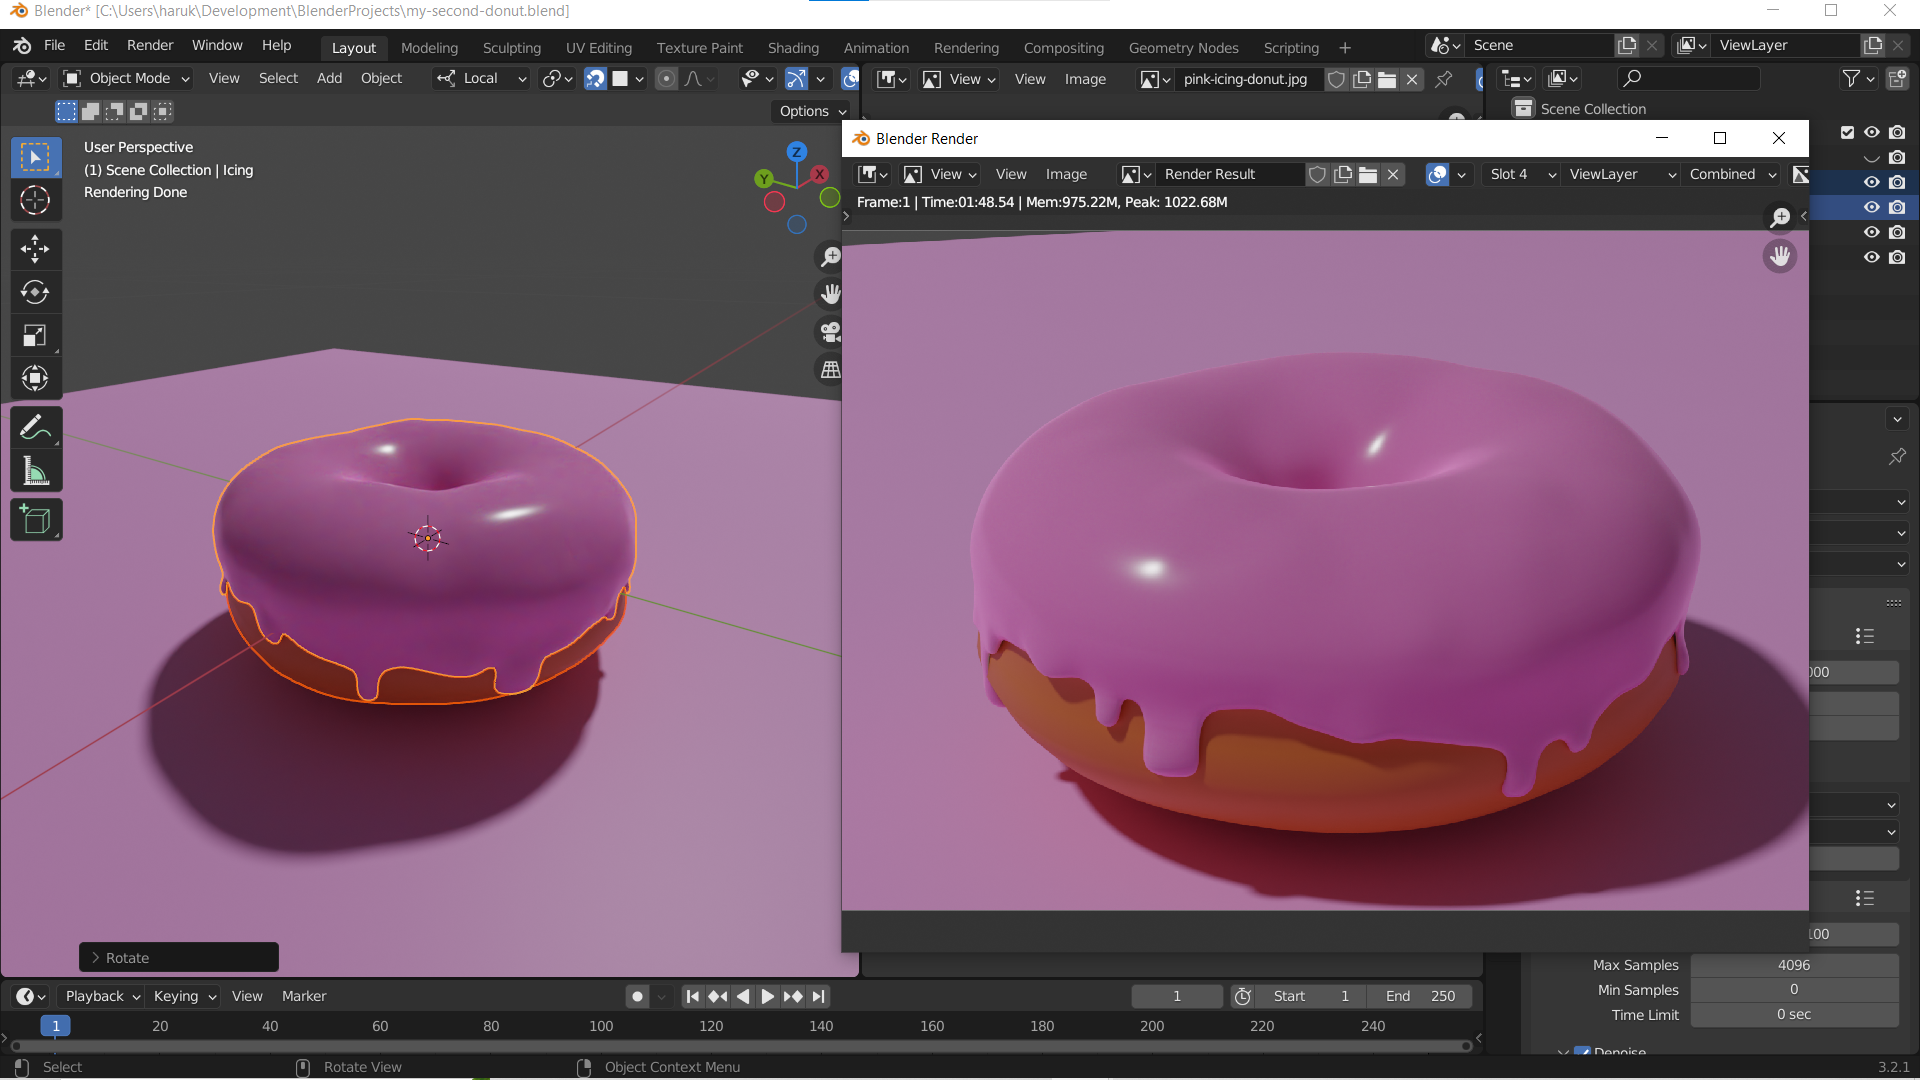 Blender* [C:\Users\haruk\Development\BlenderProjects\my-second-donut.blend]
File Edit Render Window Help Layout Modeling Sculpting UV Editing Texture Paint Shading Animation Rendering Compositing Geometry Nodes Scripting + Scene ViewLayer
Object Mode View Select Add Object Local View View Image pink-icing-donut.jpg
Options
Scene Collection
User Perspective
(1) Scene Collection | Icing
Rendering Done
Z
Y
X
Blender Render
View View Image Render Result Slot 4 ViewLayer Combined
Frame:1 | Time:01:48.54 | Mem:975.22M, Peak: 1022.68M
Rotate
Max Samples 4096
Min Samples 0
Time Limit 0 sec
Denoise
Playback Keying View Marker 1 Start 1 End 250
1 20 40 60 80 100 120 140 160 180 200 220 240
Select Rotate View Object Context Menu 3.2.1